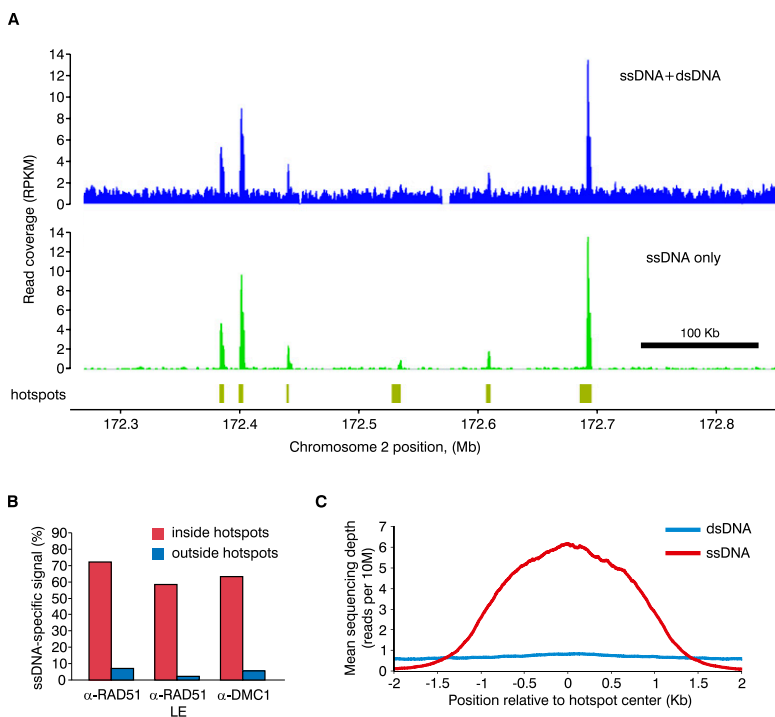 A
14
12
10
8
6
4
2
0
ssDNA+dsDNA
Read coverage (RPKM)
14
12
10
8
6
4
2
0
ssDNA only
100 Kb
hotspots
172.3 172.4 172.5 172.6 172.7 172.8
Chromosome 2 position, (Mb)
B
90
80
70
60
50
40
30
20
10
0
ssDNA-specific signal (%)
inside hotspots
outside hotspots
α-RAD51 α-RAD51 α-DMC1
LE
C
7
6
5
4
3
2
1
0
Mean sequencing depth
(reads per 10M)
dsDNA
ssDNA
-2 -1 -0.5 0 0.5 1 2
Position relative to hotspot center (Kb)